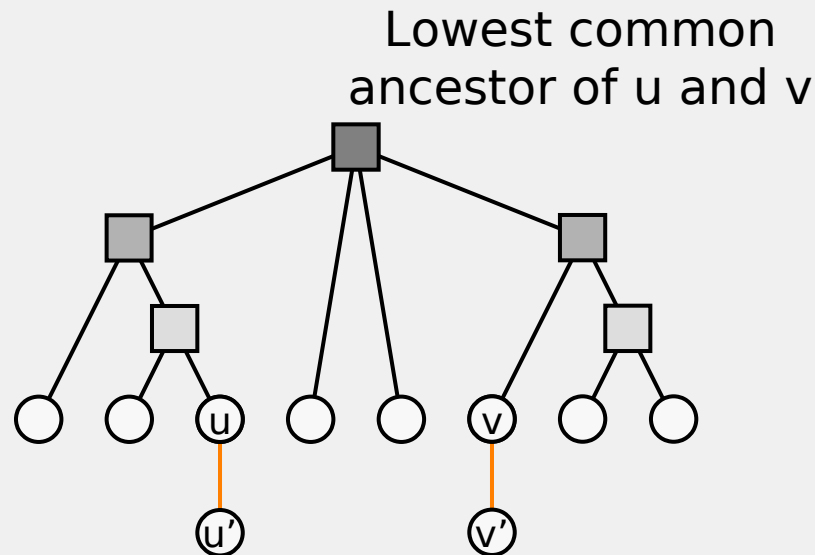 Lowest common
ancestor of u and v
u
v
u’
v’